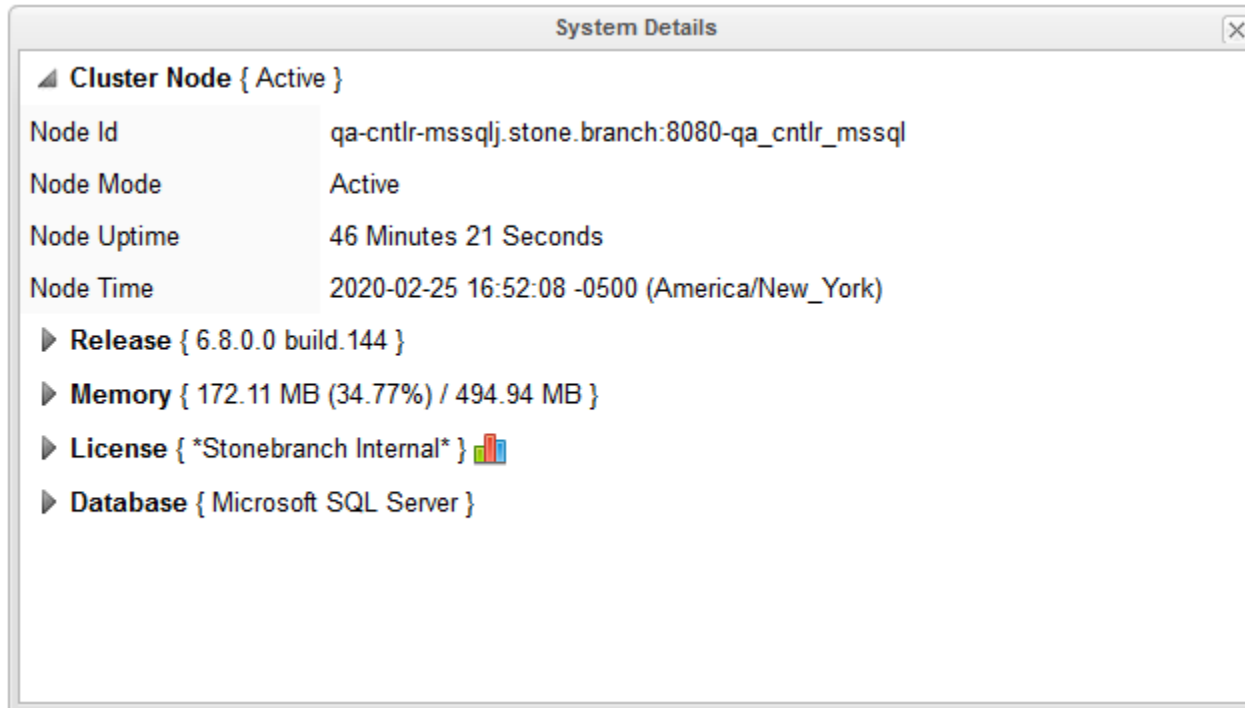 System Details
Cluster Node { Active }
Node Id qa-cntlr-mssqlj.stone.branch:8080-qa_cntlr_mssql
Node Mode Active
Node Uptime 46 Minutes 21 Seconds
Node Time 2020-02-25 16:52:08 -0500 (America/New_York)
Release { 6.8.0.0 build.144 }
Memory { 172.11 MB (34.77%) / 494.94 MB }
License { *Stonebranch Internal* }
Database { Microsoft SQL Server }